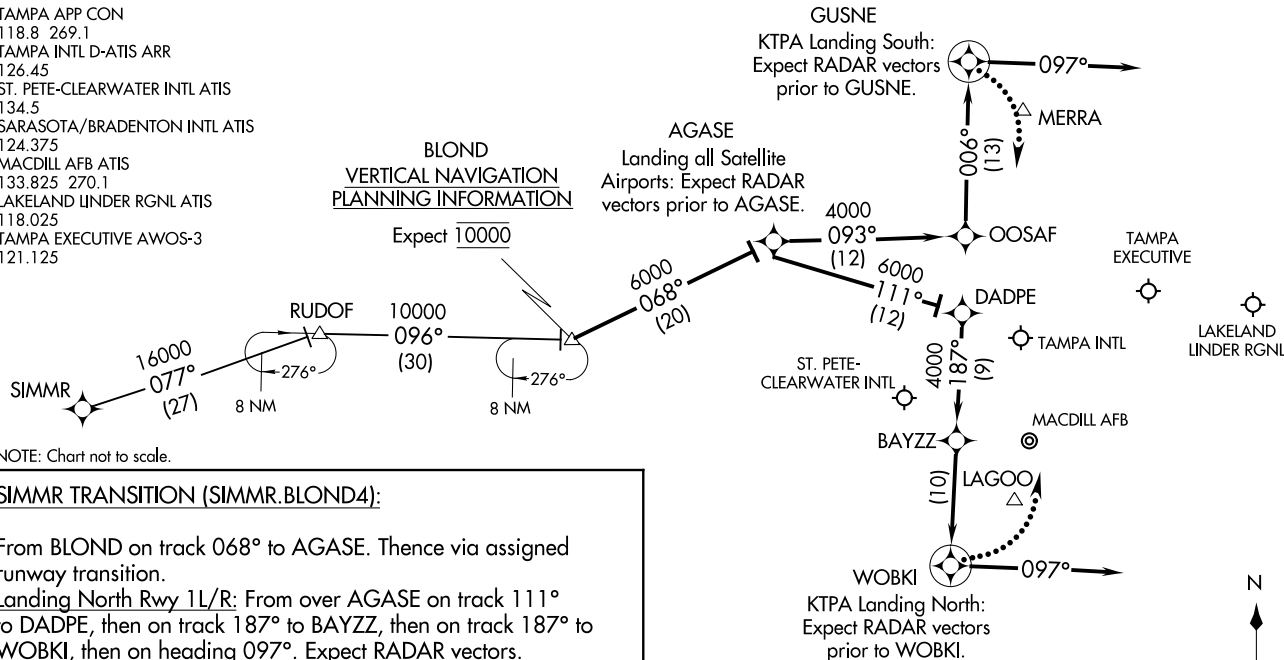 TAMPA APP CON
118.8 269.1
TAMPA INTL D-ATIS ARR
126.45
ST. PETE-CLEARWATER INTL ATIS
134.5
SARASOTA/BRADENTON INTL ATIS
124.375
MACDILL AFB ATIS
133.825 270.1
LAKELAND LINDER RGNL ATIS
118.025
TAMPA EXECUTIVE AWOS-3
121.125
GUSNE
KTPA Landing South:
Expect RADAR vectors
prior to GUSNE.
097°
MERRA
006°
(13)
AGASE
Landing all Satellite
Airports: Expect RADAR
vectors prior to AGASE.
BLOND
VERTICAL NAVIGATION
PLANNING INFORMATION
Expect 10000
4000
093°
(12)
OOSAF
TAMPA
EXECUTIVE
6000
068°
(20)
6000
111°
(12)
DADPE
LAKELAND
LINDER RGNL
RUDOF
10000
096°
(30)
TAMPA INTL
16000
077°
(27)
SIMMR
276°
8 NM
276°
8 NM
ST. PETE-
CLEARWATER INTL
4000
187°
(9)
MACDILL AFB
BAYZZ
(10)
LAGOO
WOBKI
097°
KTPA Landing North:
Expect RADAR vectors
prior to WOBKI.
N
NOTE: Chart not to scale.
SIMMR TRANSITION (SIMMR.BLOND4):
From BLOND on track 068° to AGASE. Thence via assigned
runway transition.
Landing North Rwy 1L/R: From over AGASE on track 111°
to DADPE, then on track 187° to BAYZZ, then on track 187° to
WOBKI, then on heading 097°. Expect RADAR vectors.